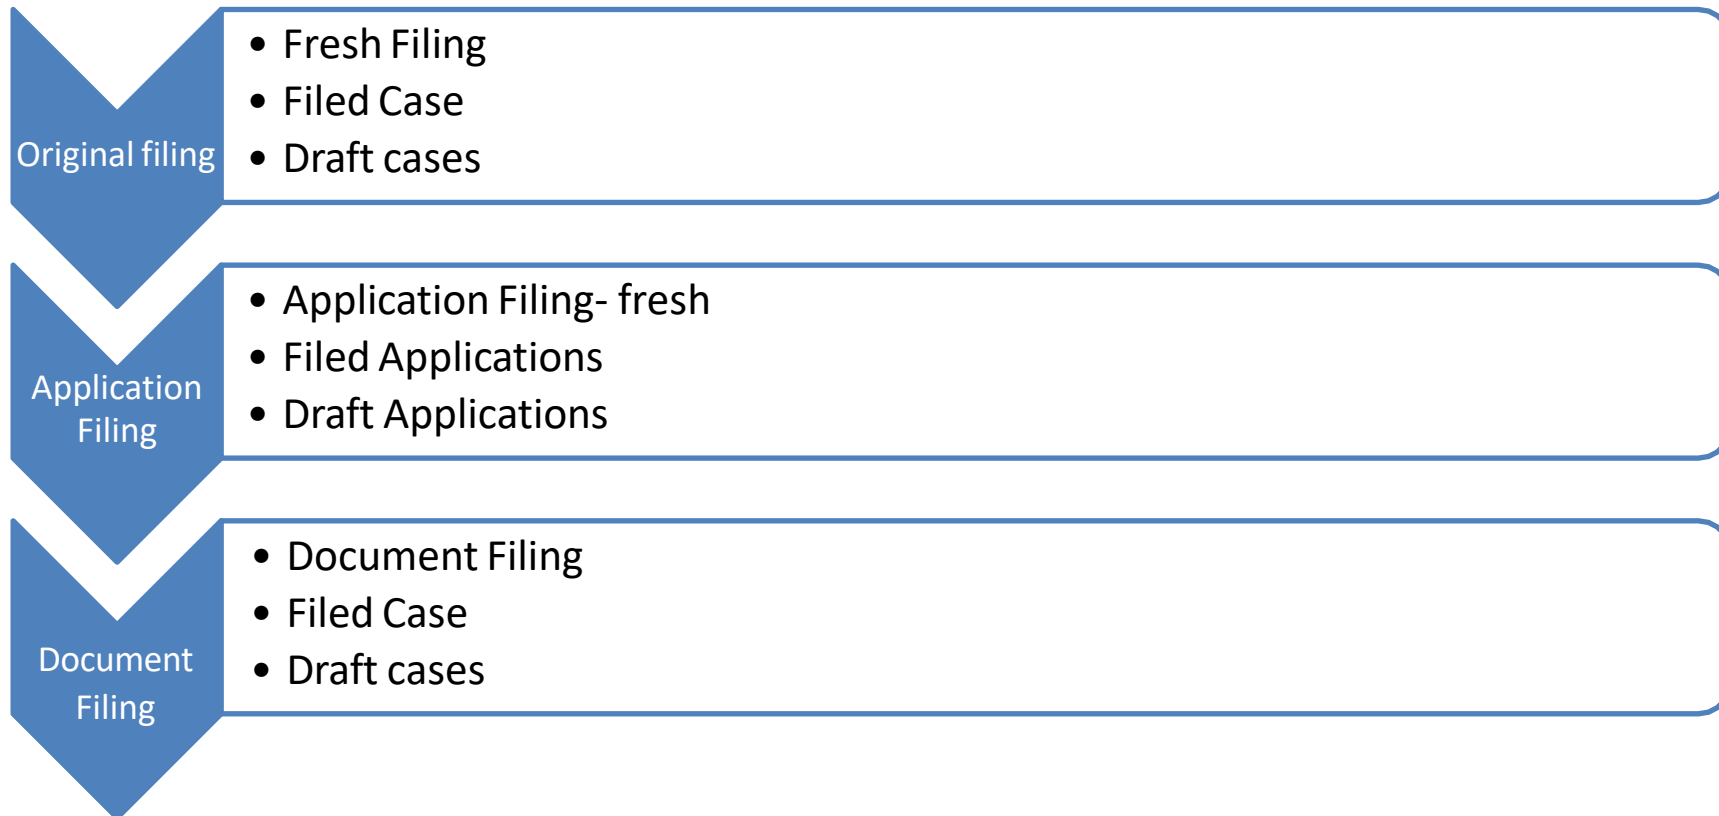 Original filing
• Fresh Filing
• Filed Case
• Draft cases
Application
Filing
• Application Filing- fresh
• Filed Applications
• Draft Applications
Document
Filing
• Document Filing
• Filed Case
• Draft cases